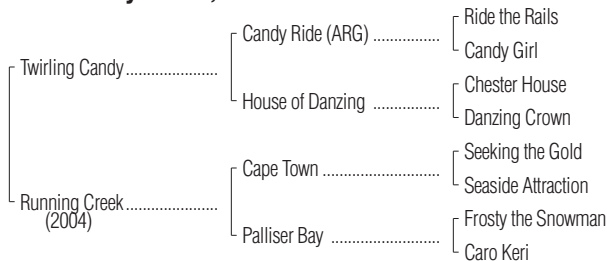 Ride the Rails
Candy Ride (ARG) ................
Candy Girl
Twirling Candy ......................
Chester House
House of Danzing ................
Danzing Crown
Seeking the Gold
Cape Town ............................
Seaside Attraction
Running Creek ......................
(2004)
Frosty the Snowman
Palliser Bay ..........................
Caro Keri